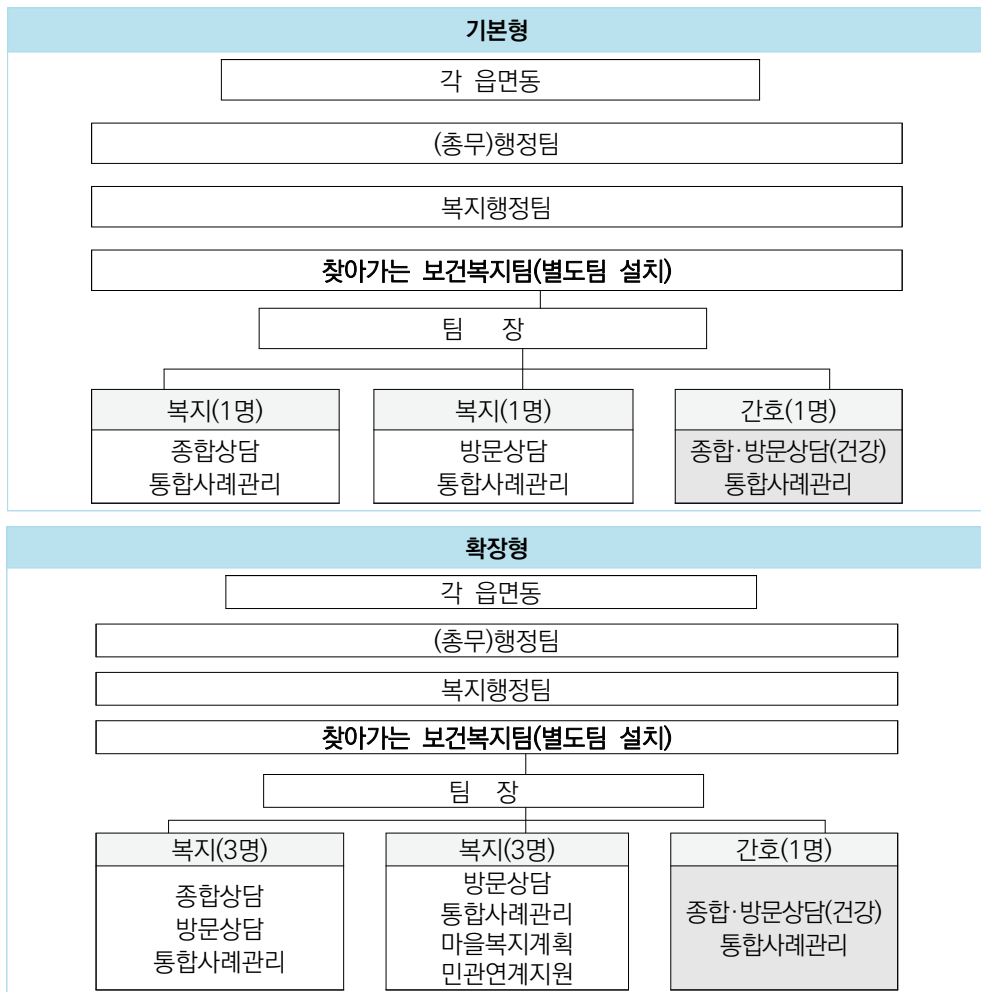 기본형
각 읍면동
(총무)행정팀
복지행정팀
찾아가는 보건복지팀(별도팀 설치)
팀 장
복지(1명)
종합상담
통합사례관리
복지(1명)
방문상담
통합사례관리
간호(1명)
종합·방문상담(건강)
통합사례관리
확장형
각 읍면동
(총무)행정팀
복지행정팀
찾아가는 보건복지팀(별도팀 설치)
팀 장
복지(3명)
종합상담
방문상담
통합사례관리
복지(3명)
방문상담
통합사례관리
마을복지계획
민관연계지원
간호(1명)
종합·방문상담(건강)
통합사례관리